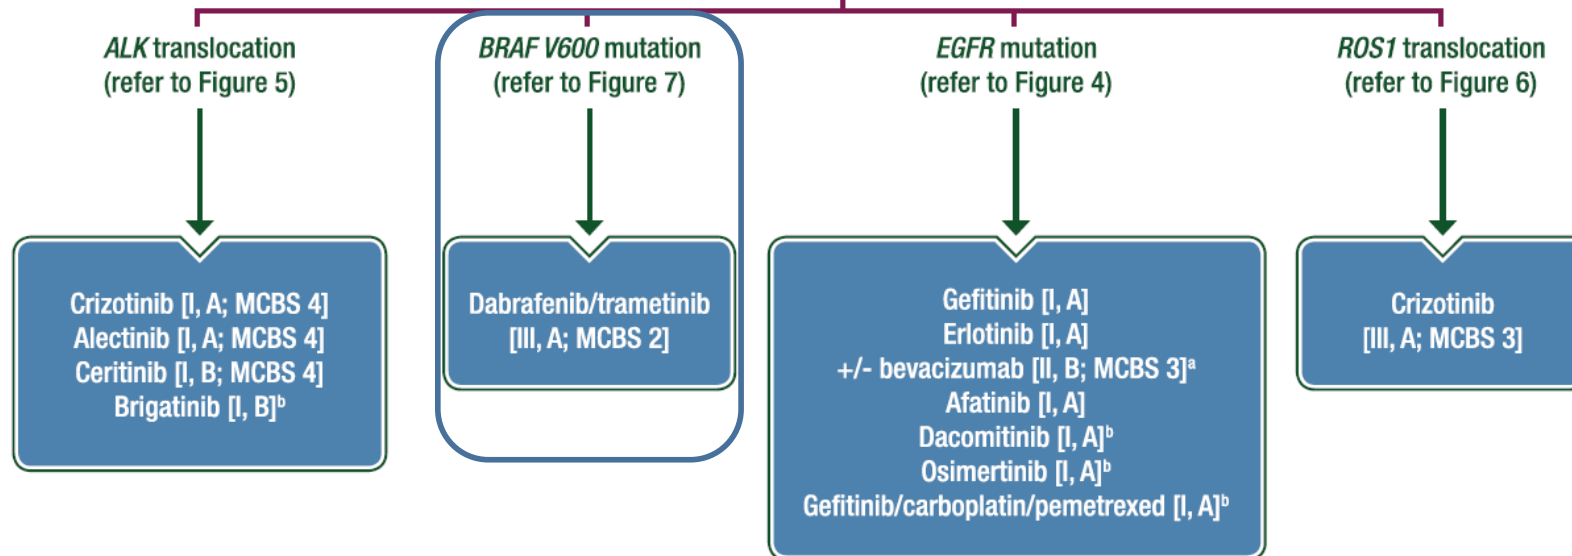 ALK translocation
(refer to Figure 5)
BRAF V600 mutation
(refer to Figure 7)
EGFR mutation
(refer to Figure 4)
ROS1 translocation
(refer to Figure 6)
Crizotinib [I, A; MCBS 4]
Alectinib [I, A; MCBS 4]
Ceritinib [I, B; MCBS 4]
Brigatinib [I, B]ᵇ
Dabrafenib/trametinib
[III, A; MCBS 2]
Gefitinib [I, A]
Erlotinib [I, A]
+/- bevacizumab [II, B; MCBS 3]ᵃ
Afatinib [I, A]
Dacomitinib [I, A]ᵇ
Osimertinib [I, A]ᵇ
Gefitinib/carboplatin/pemetrexed [I, A]ᵇ
Crizotinib
[III, A; MCBS 3]